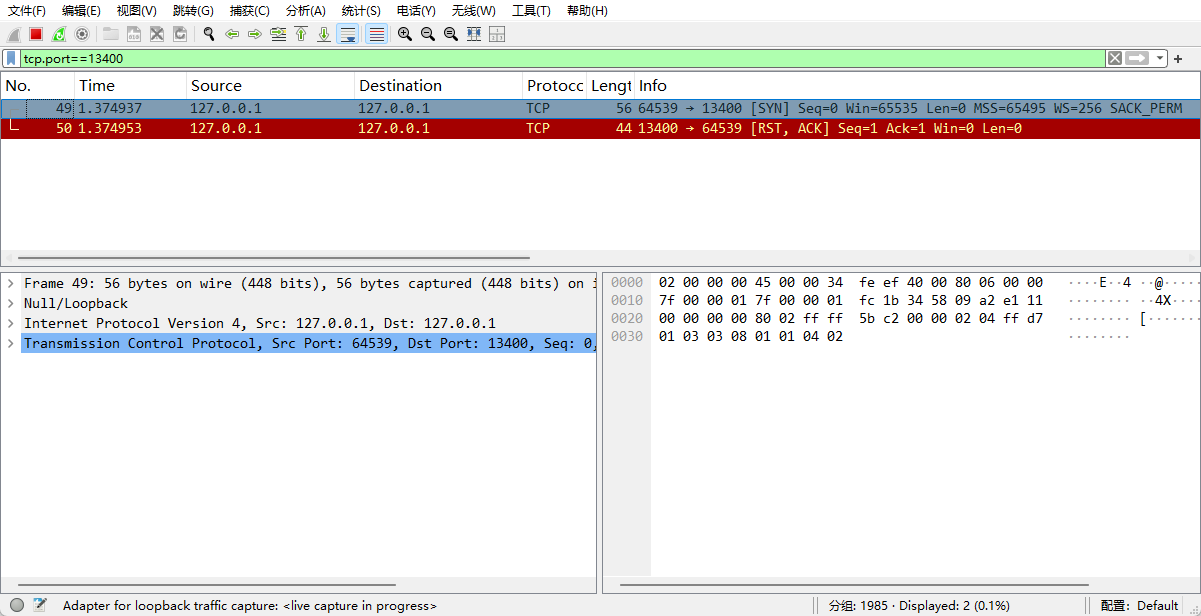 文件(F) 编辑(E) 视图(V) 跳转(G) 捕获(C) 分析(A) 统计(S) 电话(Y) 无线(W) 工具(T) 帮助(H)
tcp.port==13400
No. Time Source Destination Protocc Lengt Info
49 1.374937 127.0.0.1 127.0.0.1 TCP 56 64539 → 13400 [SYN] Seq=0 Win=65535 Len=0 MSS=65495 WS=256 SACK_PERM
50 1.374953 127.0.0.1 127.0.0.1 TCP 44 13400 → 64539 [RST, ACK] Seq=1 Ack=1 Win=0 Len=0
Frame 49: 56 bytes on wire (448 bits), 56 bytes captured (448 bits) on i
Null/Loopback
Internet Protocol Version 4, Src: 127.0.0.1, Dst: 127.0.0.1
Transmission Control Protocol, Src Port: 64539, Dst Port: 13400, Seq: 0,
0000 02 00 00 00 45 00 00 34 fe ef 40 00 80 06 00 00 ····E··4 ··@·····
0010 7f 00 00 01 7f 00 00 01 fc 1b 34 58 09 a2 e1 11 ········ ··4X····
0020 00 00 00 00 80 02 ff ff 5b c2 00 00 02 04 ff d7 ········ [·······
0030 01 03 03 08 01 01 04 02 ········
Adapter for loopback traffic capture: <live capture in progress>
分组: 1985 · Displayed: 2 (0.1%)
配置: Default